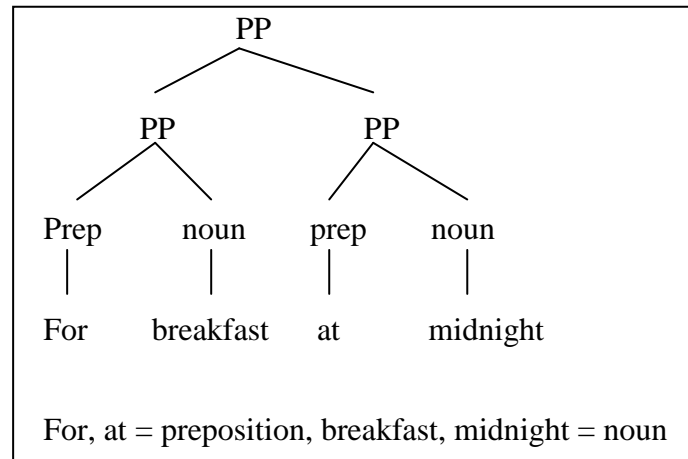 PP
PP PP
Prep noun prep noun
For breakfast at midnight
For, at = preposition, breakfast, midnight = noun